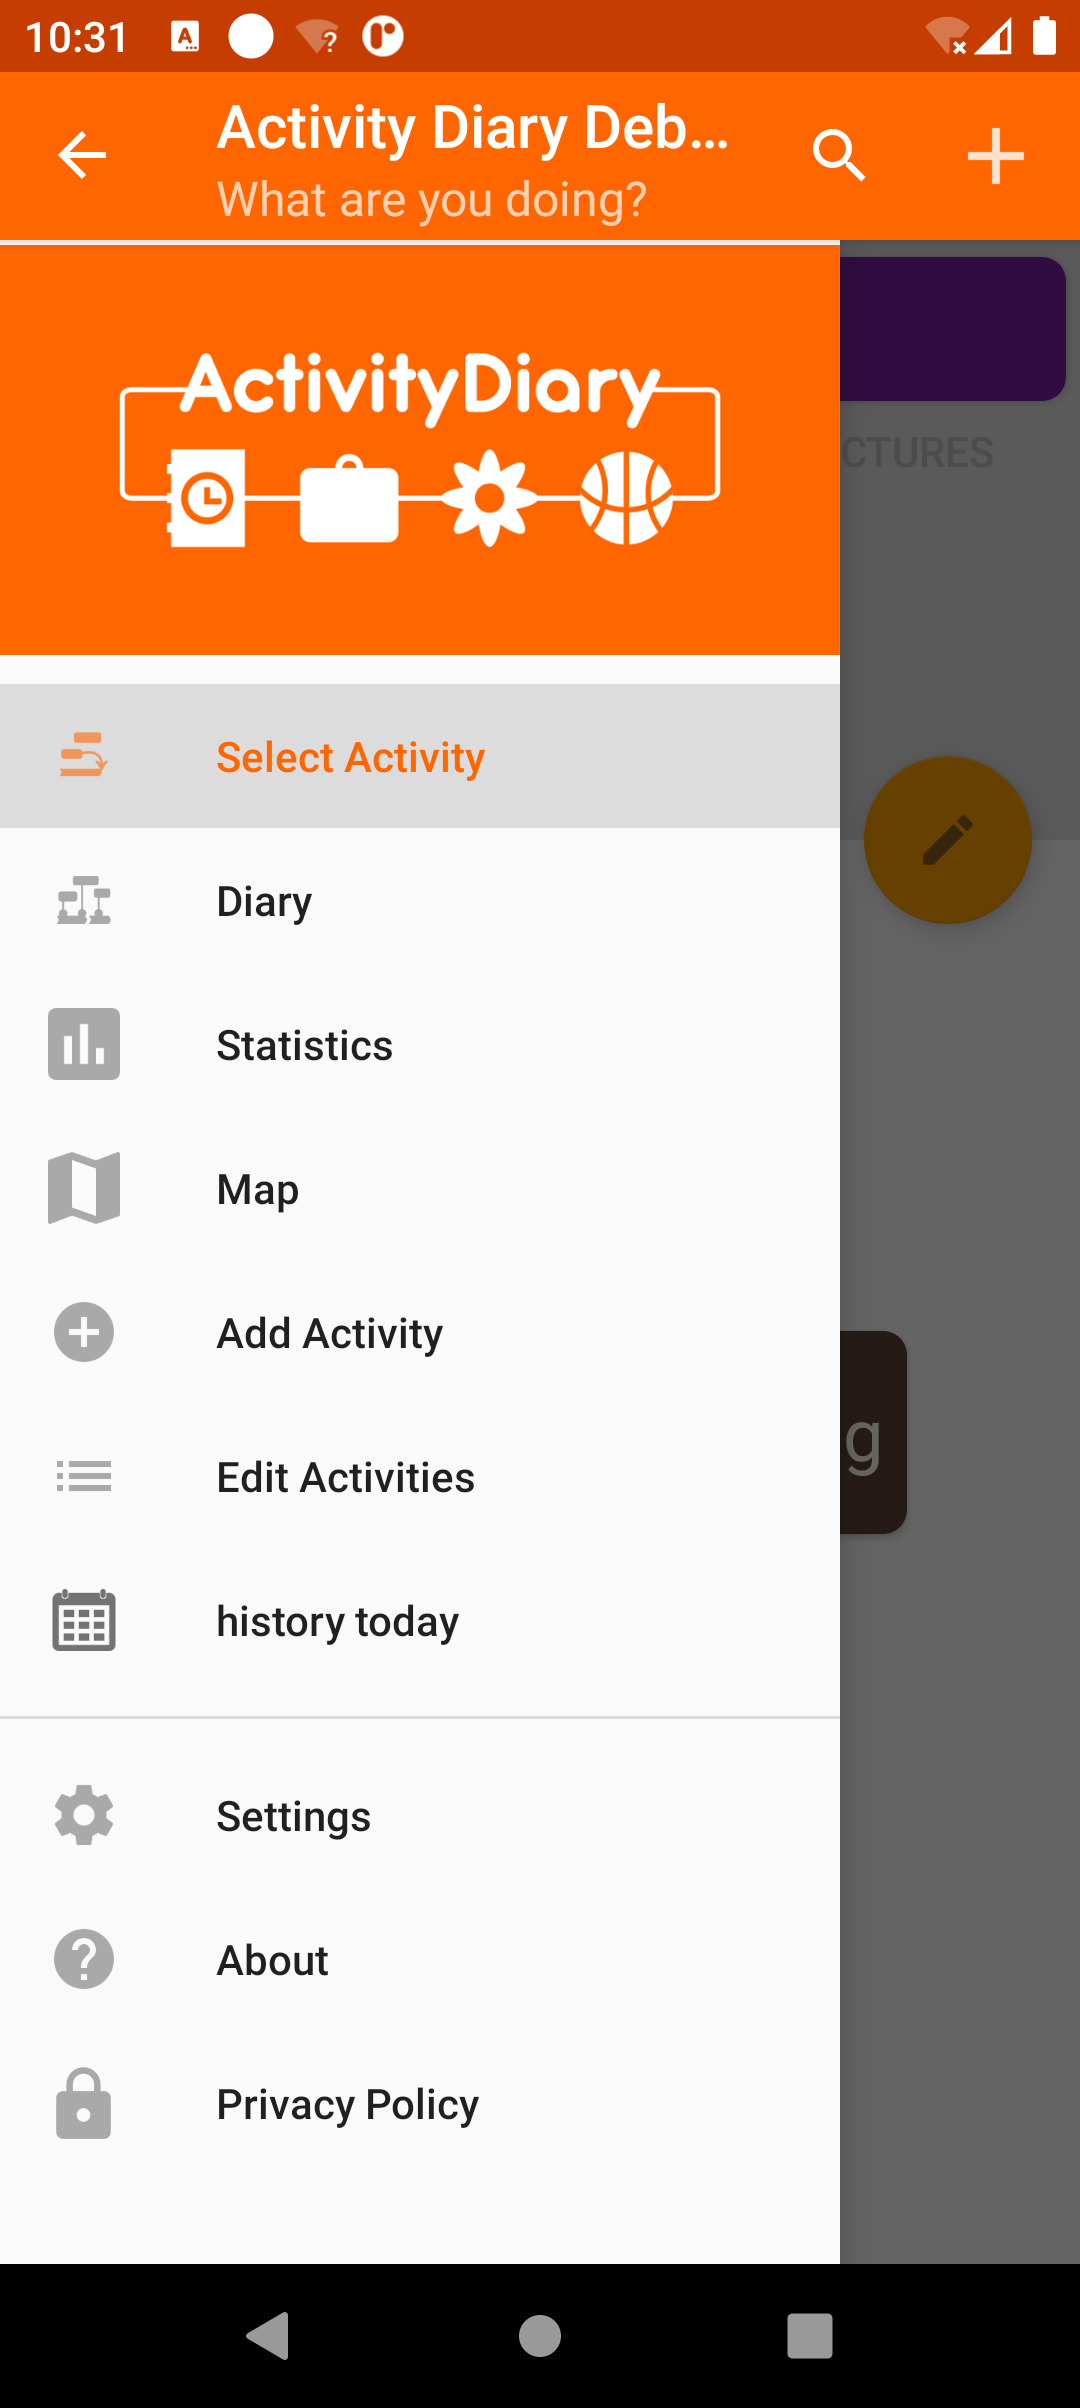 10:31
Activity Diary Deb...
What are you doing?
ActivityDiary
CTURES
Select Activity
Diary
Statistics
Map
Add Activity
Edit Activities
g
history today
Settings
About
Privacy Policy